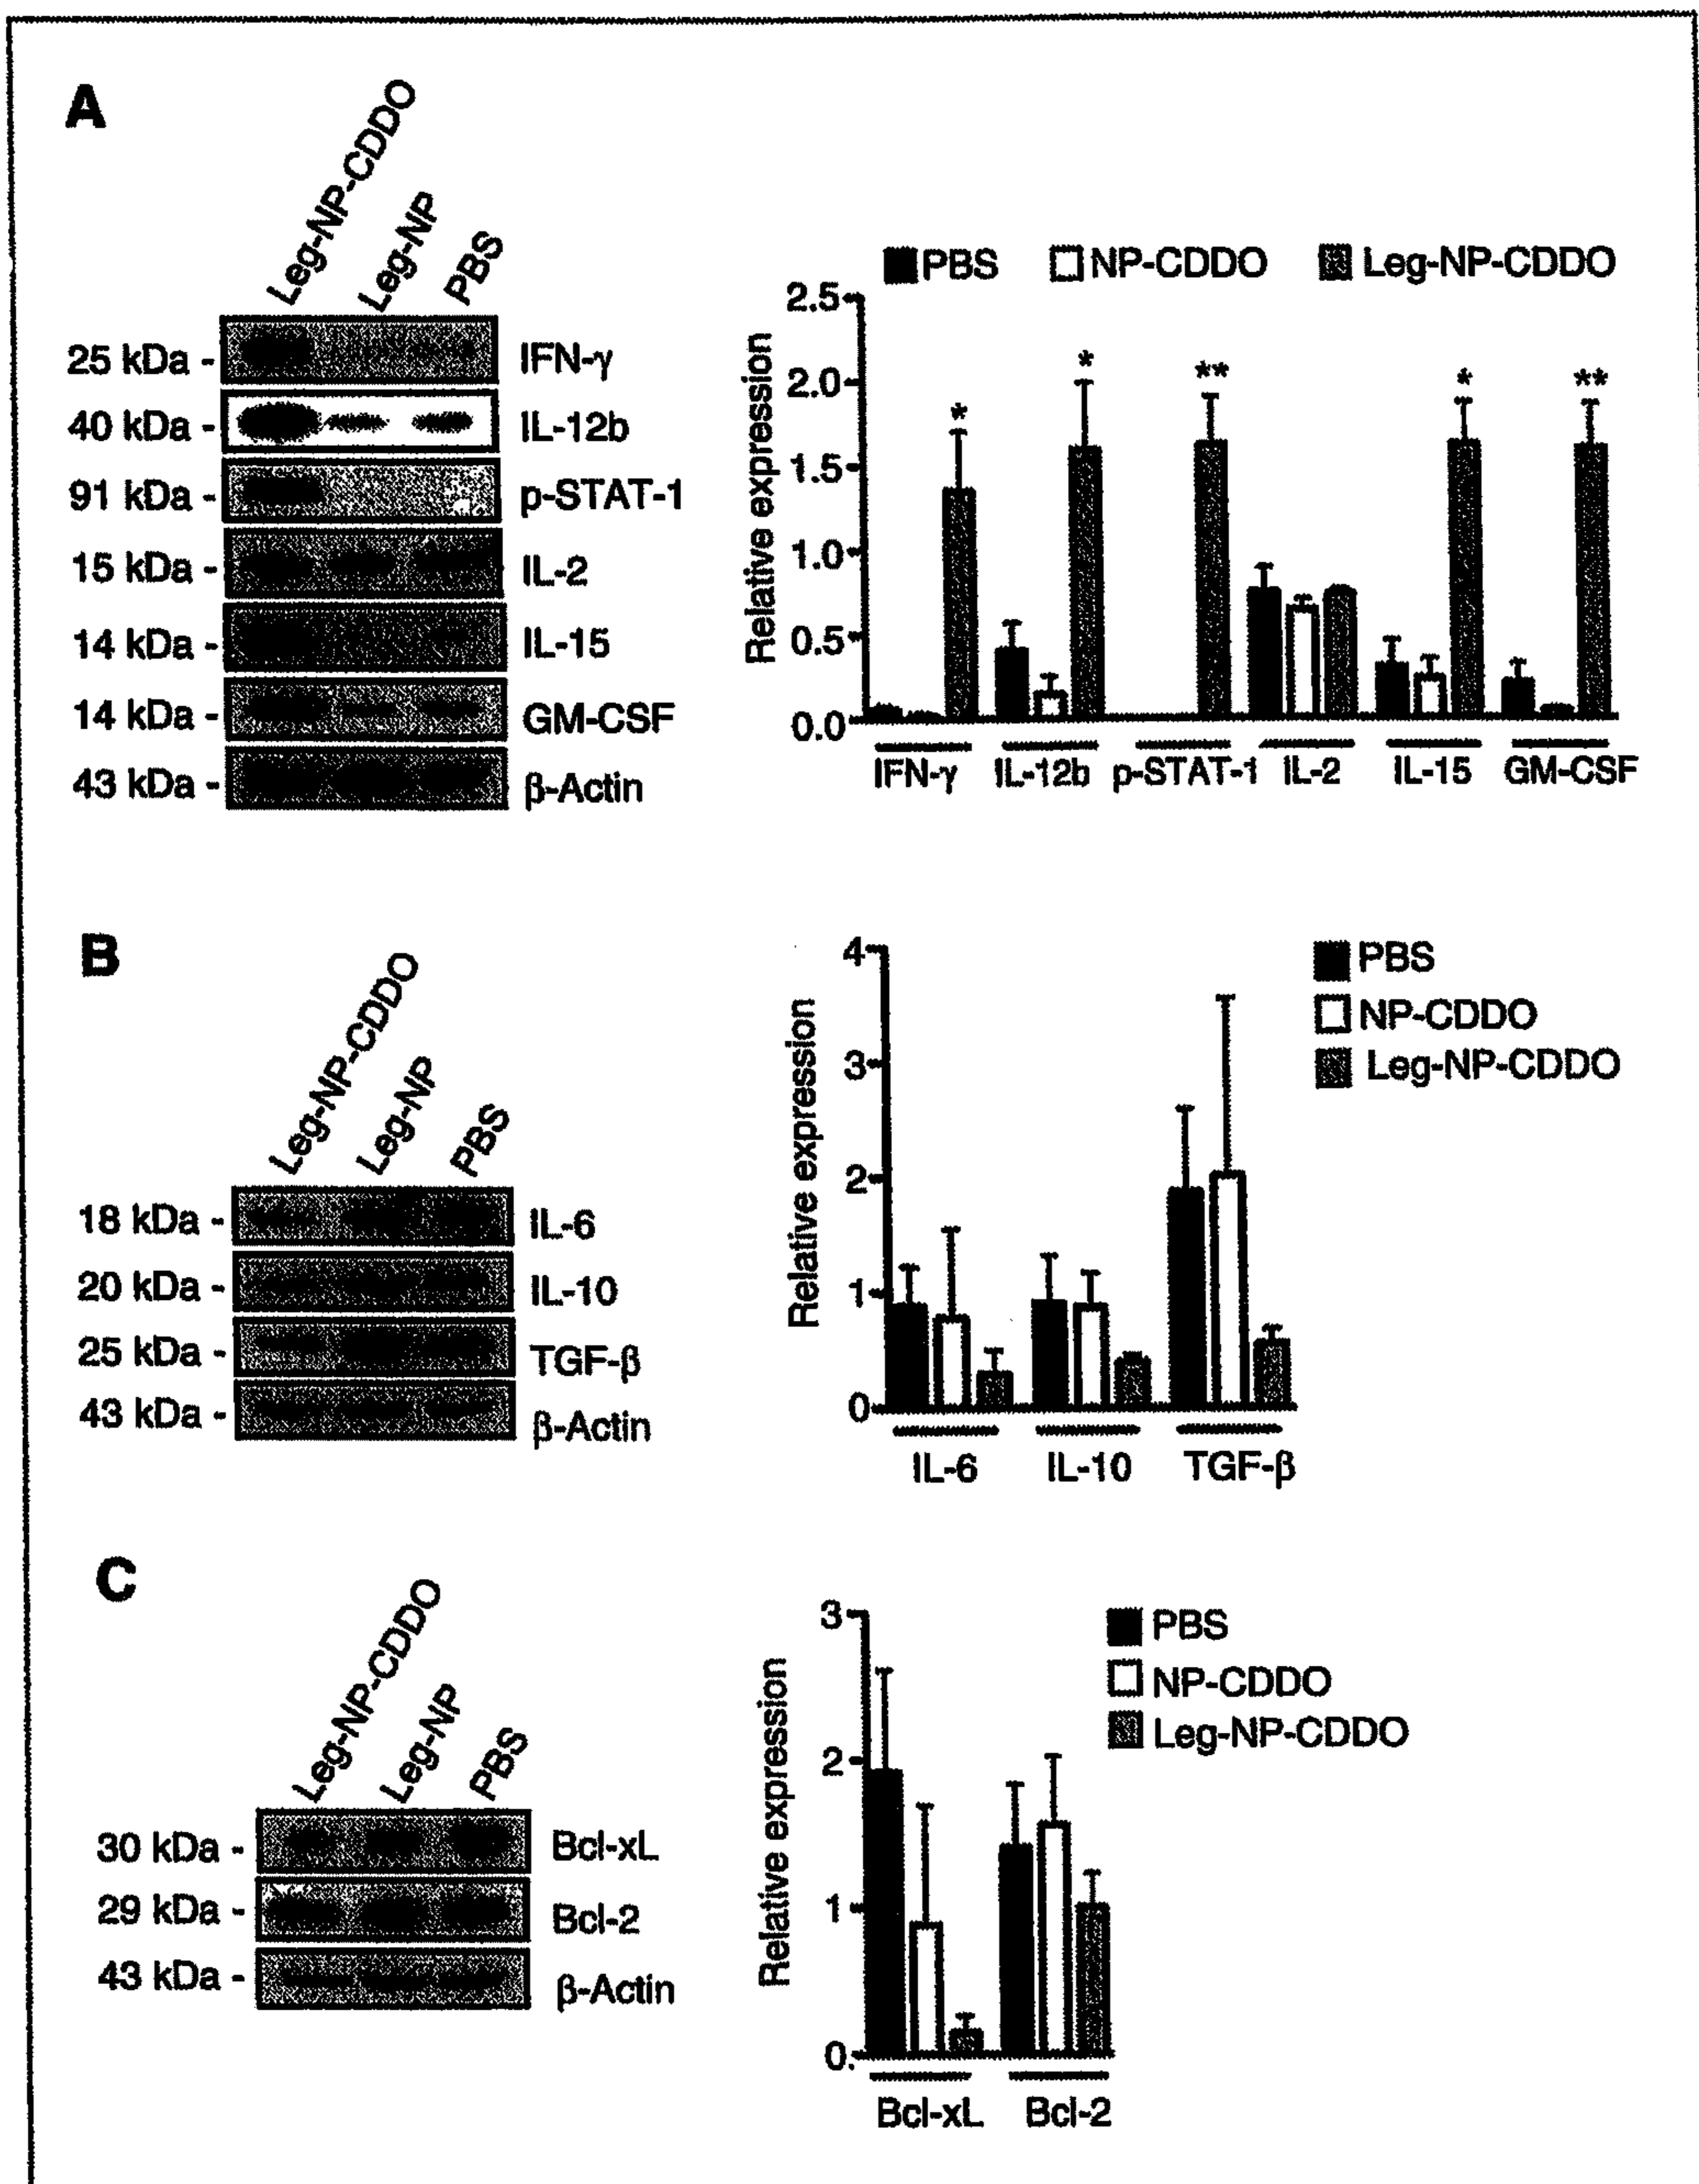 A
Leg-NP-CDDO
Leg-NP
PBS
25 kDa - IFN-γ
40 kDa - IL-12b
91 kDa - p-STAT-1
15 kDa - IL-2
14 kDa - IL-15
14 kDa - GM-CSF
43 kDa - β-Actin
PBS NP-CDDO Leg-NP-CDDO
Relative expression
2.5
2.0
1.5
1.0
0.5
0.0
* * ** * **
IFN-γ IL-12b p-STAT-1 IL-2 IL-15 GM-CSF
B
Leg-NP-CDDO
Leg-NP
PBS
18 kDa - IL-6
20 kDa - IL-10
25 kDa - TGF-β
43 kDa - β-Actin
Relative expression
4
3
2
1
0
PBS
NP-CDDO
Leg-NP-CDDO
IL-6 IL-10 TGF-β
C
Leg-NP-CDDO
Leg-NP
PBS
30 kDa - Bcl-xL
29 kDa - Bcl-2
43 kDa - β-Actin
Relative expression
3
2
1
0.
PBS
NP-CDDO
Leg-NP-CDDO
Bcl-xL Bcl-2